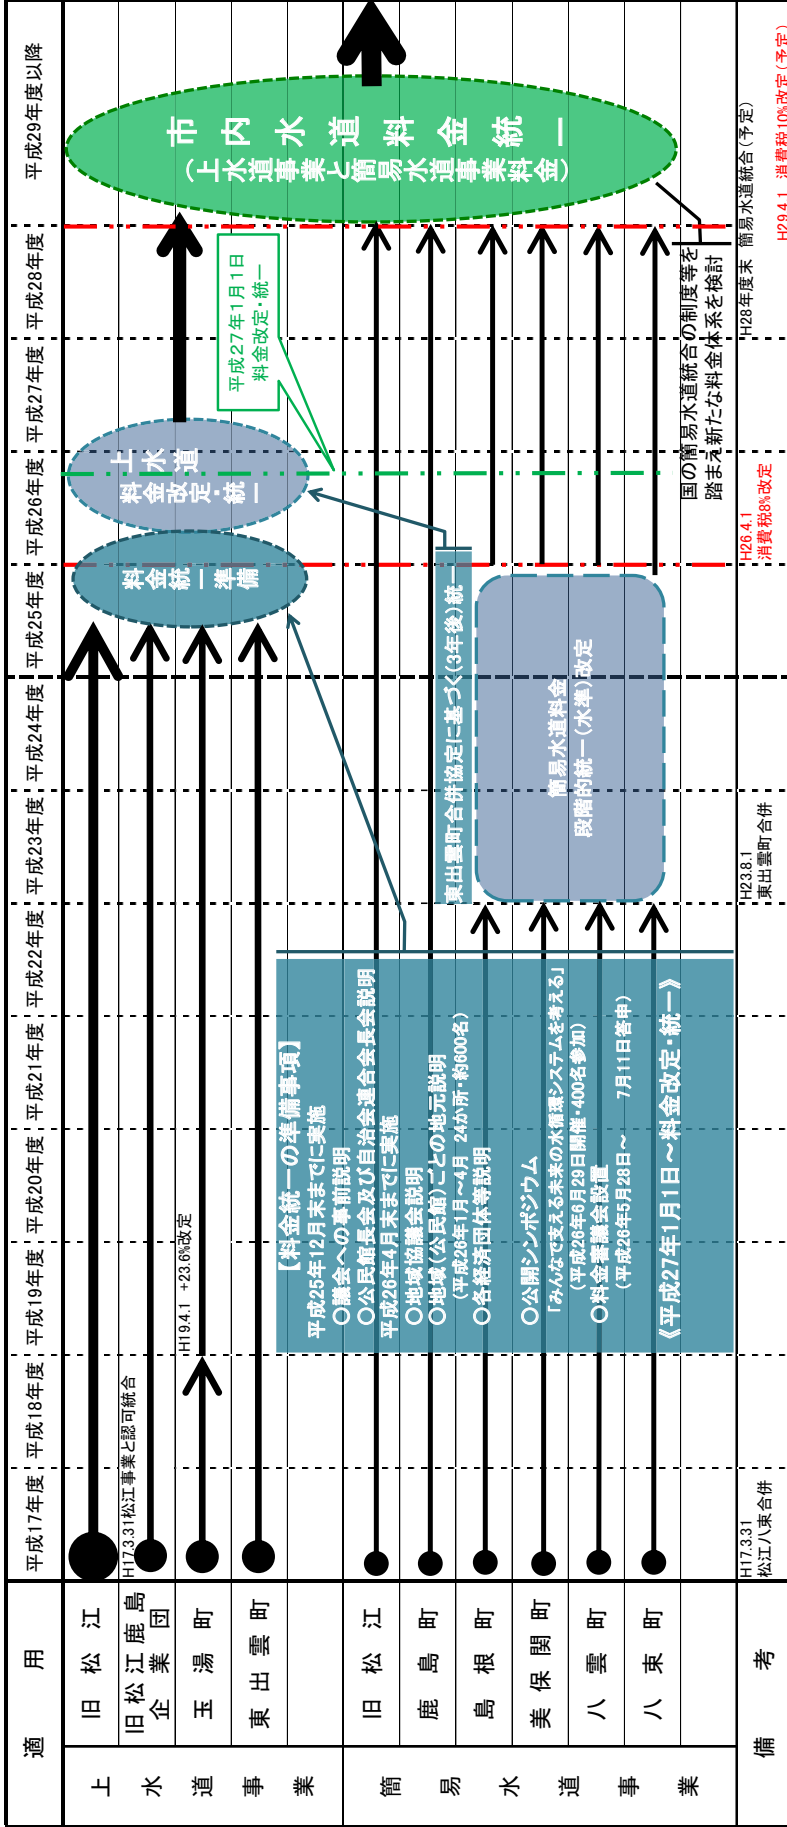 適用
平成17年度
平成18年度
平成19年度
平成20年度
平成21年度
平成22年度
平成23年度
平成24年度
平成25年度
平成26年度
平成27年度
平成28年度
平成29年度以降
上水道事業
旧松江
旧松江鹿島
企業団
H17.3.31松江事業と認可統合
玉湯町
H19.4.1 +23.6%改定
東出雲町
料金
統一準備
上水道
料金改定・統一
平成27年1月1日
料金改定・統一
市内水道料金統一
(上水道事業と簡易水道事業料金)
簡易水道事業
旧松江
鹿島町
島根町
美保関町
八雲町
八束町
【料金統一の準備事項】
平成25年12月末までに実施
○議会への事前説明
○公民館長会及び自治会連合会長会説明
平成26年4月末までに実施
○地域協議会説明
○地域(公民館)ごとの地元説明
(平成26年1月～4月 24か所・約600名)
○各経済団体等説明
○公開シンポジウム
「みんなで支える未来の水循環システムを考える」
(平成26年6月29日開催・400名参加)
○料金審議会設置
(平成26年5月28日～ 7月11日答申)
《平成27年1月1日～料金改定・統一》
東出雲町合併協定に基づく(3年後)統一
簡易水道料金
段階的統一(水準)改定
国の簡易水道統合の制度等を
踏まえ新たな料金体系を検討
備考
H17.3.31
松江八束合併
H23.8.1
東出雲町合併
H26.4.1
消費税8%改定
H28年度末 簡易水道統合(予定)
H29.4.1 消費税10%改定(予定)